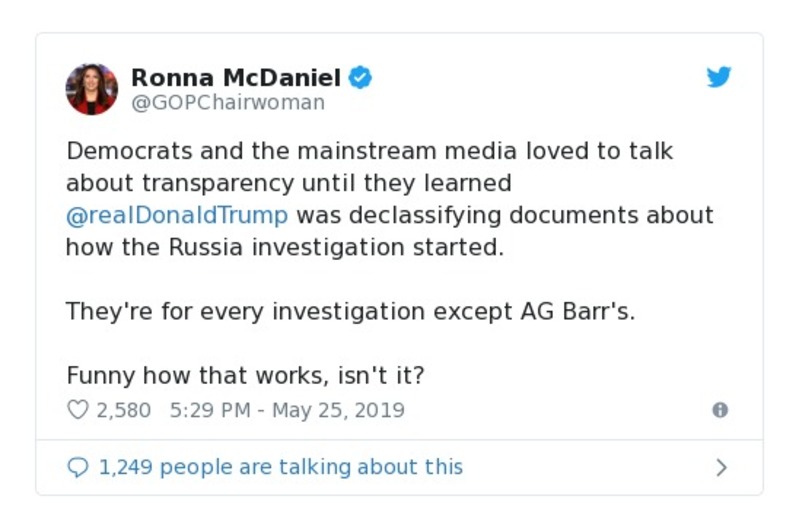 Ronna McDaniel
@GOPChairwoman
Democrats and the mainstream media loved to talk
about transparency until they learned
@realDonaldTrump was declassifying documents about
how the Russia investigation started.
They're for every investigation except AG Barr's.
Funny how that works, isn't it?
2,580 5:29 PM - May 25, 2019
1,249 people are talking about this